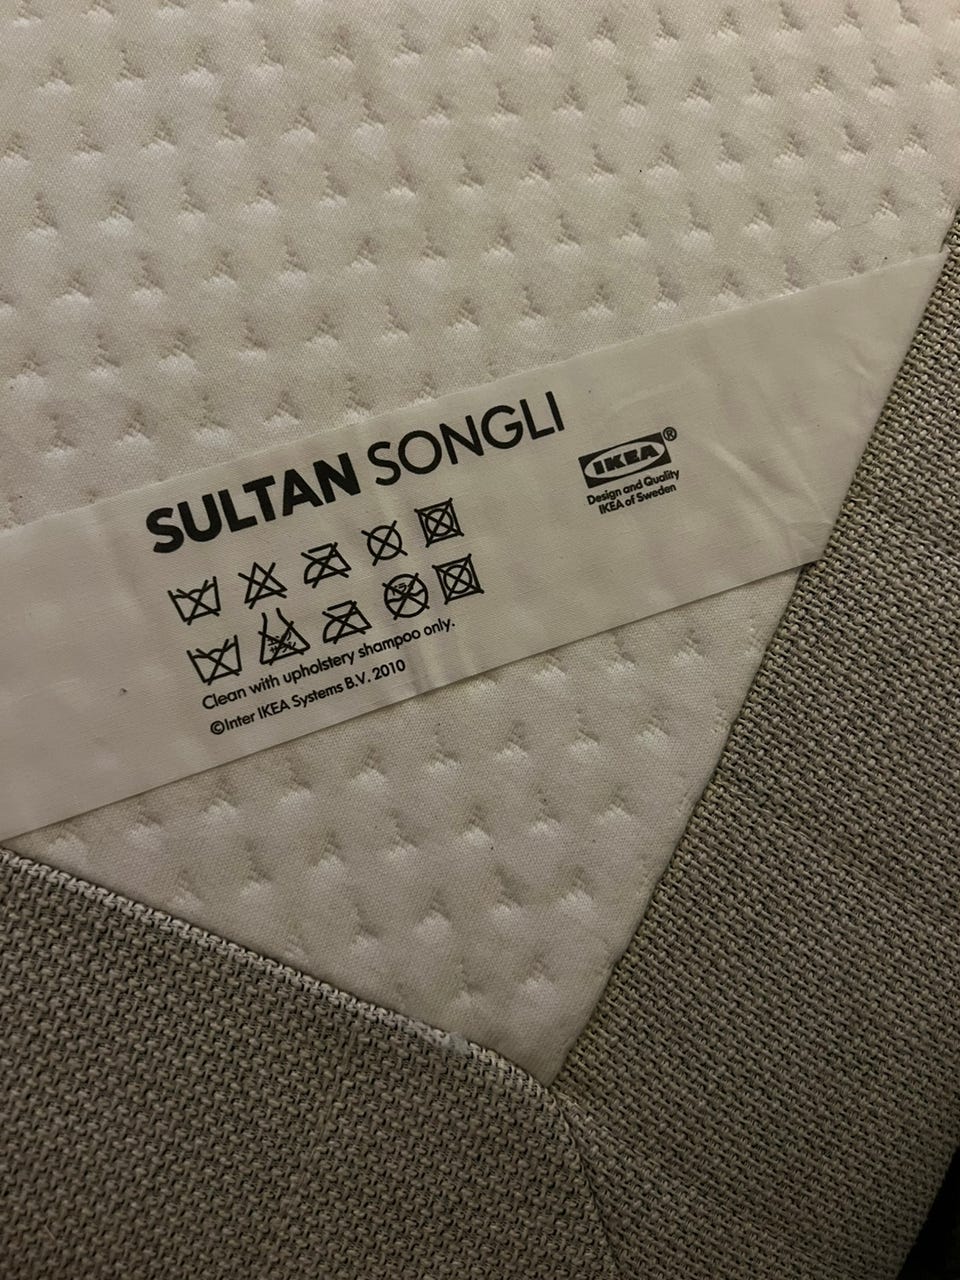 SULTAN SONGLI
IKEA®
Design and Quality
IKEA of Sweden
Clean with upholstery shampoo only.
©Inter IKEA Systems B.V. 2010